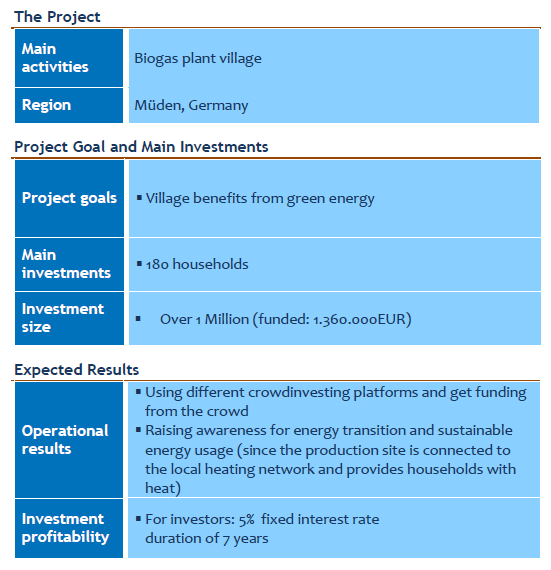 The Project
Main activities
Biogas plant village
Region
Müden, Germany
Project Goal and Main Investments
Project goals
▪ Village benefits from green energy
Main investments
▪ 180 households
Investment size
▪ Over 1 Million (funded: 1.360.000EUR)
Expected Results
Operational results
▪ Using different crowdinvesting platforms and get funding
from the crowd
▪ Raising awareness for energy transition and sustainable
energy usage (since the production site is connected to
the local heating network and provides households with
heat)
Investment profitability
▪ For investors: 5% fixed interest rate
duration of 7 years